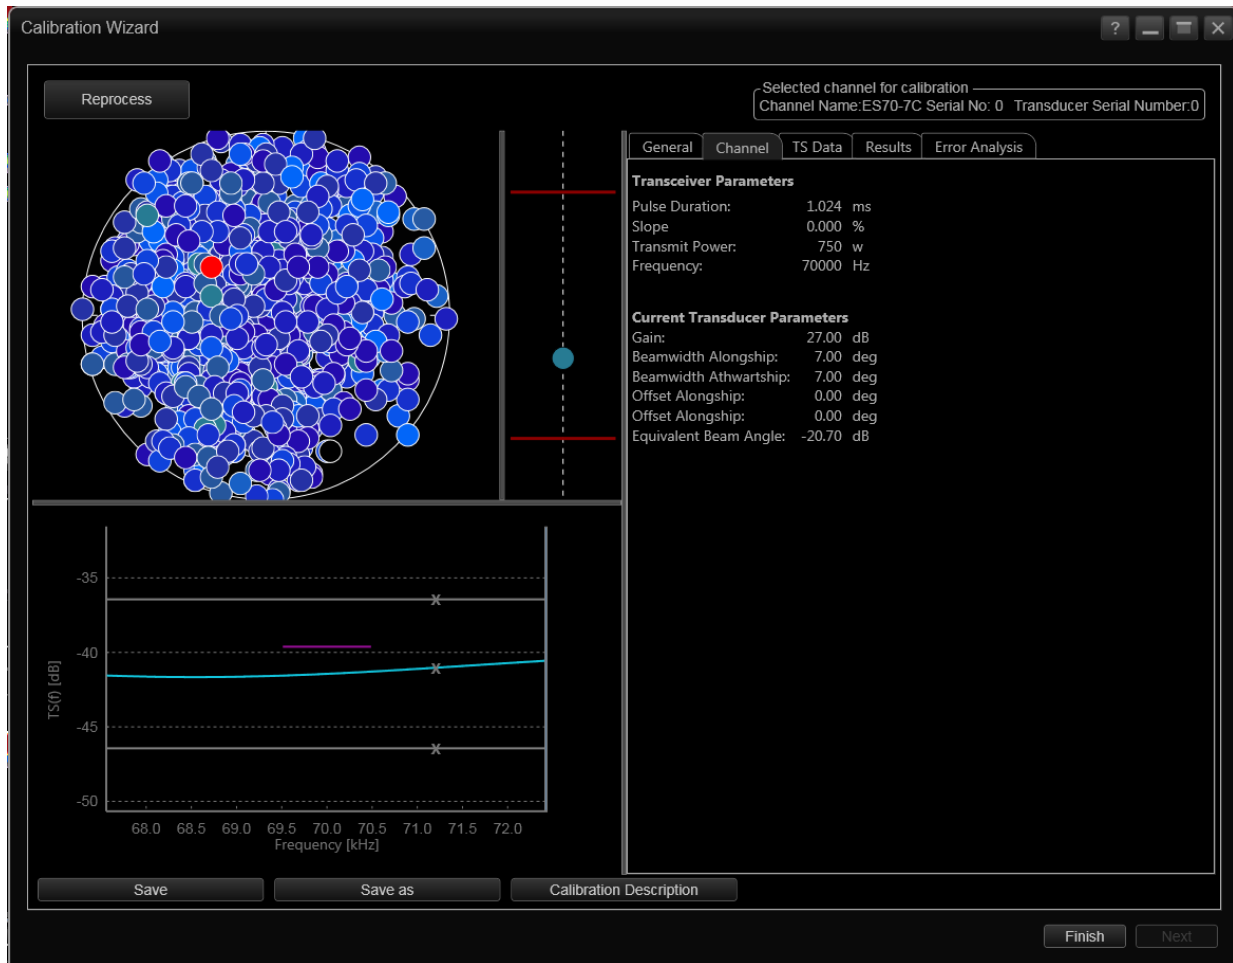 Calibration Wizard
?
Reprocess
Selected channel for calibration
Channel Name:ES70-7C Serial No: 0 Transducer Serial Number:0
General Channel TS Data Results Error Analysis
Transceiver Parameters
Pulse Duration: 1.024 ms
Slope 0.000 %
Transmit Power: 750 w
Frequency: 70000 Hz
Current Transducer Parameters
Gain: 27.00 dB
Beamwidth Alongship: 7.00 deg
Beamwidth Athwartship: 7.00 deg
Offset Alongship: 0.00 deg
Offset Alongship: 0.00 deg
Equivalent Beam Angle: -20.70 dB
TS(f) [dB]
-35
-40
-45
-50
68.0 68.5 69.0 69.5 70.0 70.5 71.0 71.5 72.0
Frequency [kHz]
Save Save as Calibration Description
Finish Next